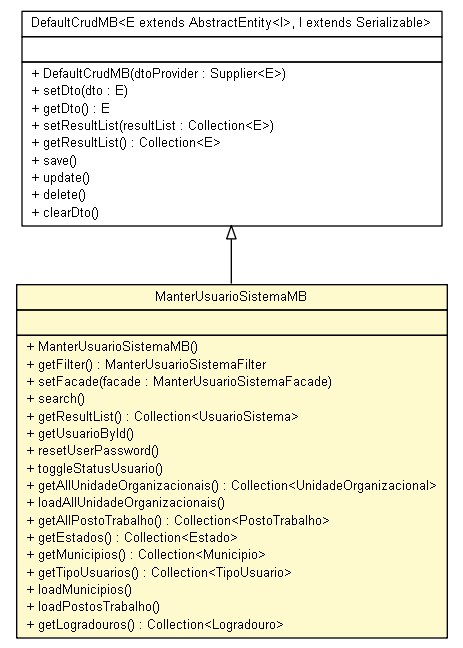 DefaultCrudMB<E extends AbstractEntity<I>, I extends Serializable>
+ DefaultCrudMB(dtoProvider : Supplier<E>)
+ setDto(dto : E)
+ getDto() : E
+ setResultList(resultList : Collection<E>)
+ getResultList() : Collection<E>
+ save()
+ update()
+ delete()
+ clearDto()
ManterUsuarioSistemaMB
+ ManterUsuarioSistemaMB()
+ getFilter() : ManterUsuarioSistemaFilter
+ setFacade(facade : ManterUsuarioSistemaFacade)
+ search()
+ getResultList() : Collection<UsuarioSistema>
+ getUsuarioById()
+ resetUserPassword()
+ toggleStatusUsuario()
+ getAllUnidadeOrganizacionais() : Collection<UnidadeOrganizacional>
+ loadAllUnidadeOrganizacionais()
+ getAllPostoTrabalho() : Collection<PostoTrabalho>
+ getEstados() : Collection<Estado>
+ getMunicipios() : Collection<Municipio>
+ getTipoUsuarios() : Collection<TipoUsuario>
+ loadMunicipios()
+ loadPostosTrabalho()
+ getLogradouros() : Collection<Logradouro>